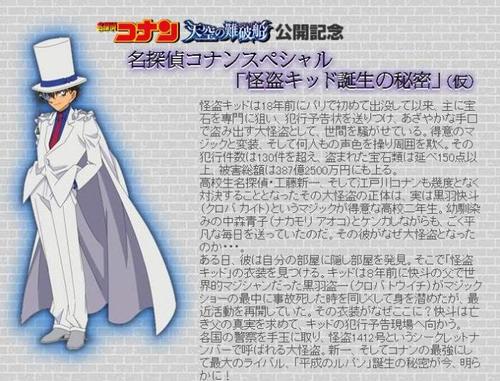 名探偵コナン 天空の難破船 公開記念
名探偵コナンスペシャル
「怪盗キッド誕生の秘密」(仮)
怪盗キッドは18年前にパリで初めて出没して以来、主に宝
石を専門に狙い、犯行予告状を送りつけ、あざやかな手口
で盗み出す大怪盗として、世間を騒がせている。得意のマ
ジックと変装、そして何人もの声色を操り周囲を欺く。その
犯行件数は130件を超え、盗まれた宝石類は延べ150点以
上、被害総額は387億2500万円にも上る。
高校生名探偵・工藤新一、そして江戸川コナンも幾度となく
対決することとなったその大怪盗の正体は、実は黒羽快斗
(クロバカイト)というマジックが得意な高校二年生。幼馴染
みの中森青子(ナカモリアオコ)とケンカしながらも、ごく平
凡な毎日を送っていたのだ。その彼がなぜ大怪盗となった
のか・・・。
ある日、彼は自分の部屋に隠し部屋を発見。そこで「怪盗
キッド」の衣装を見つける。キッドは8年前に快斗の父で世
界的マジシャンだった黒羽盗一(クロバトウイチ)がマジック
ショーの最中に事故死した時を同じくして身を潜めたが、最
近活動を再開していた。その衣装がなぜここに？快斗は亡
き父の真実を求めて、キッドの犯行予告現場へ向かう。
各国の警察を手玉に取り、怪盗1412号というシークレットナ
ンバーで呼ばれる大怪盗。新一、そしてコナンの最強にし
て最大のライバル、「平成のルパン」誕生の秘密が今、明ら
かに！